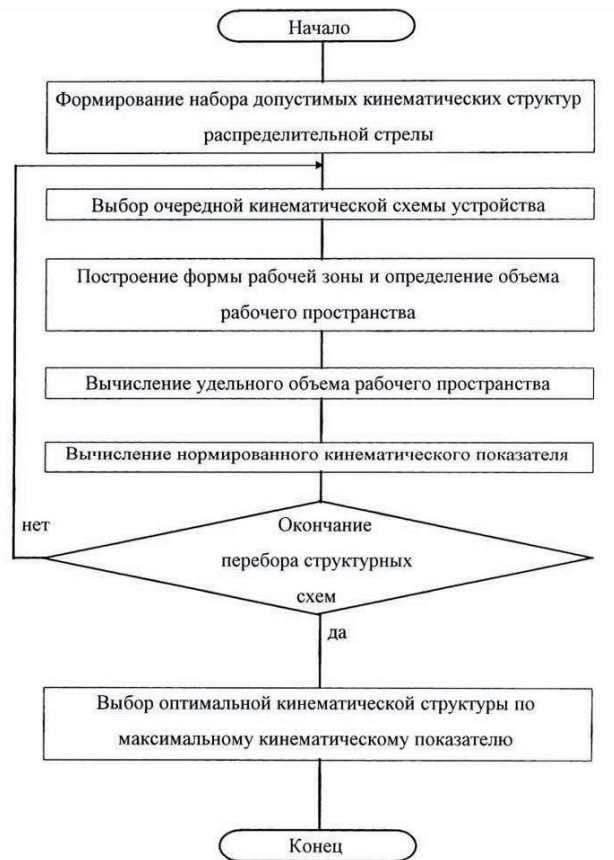 Начало
Формирование набора допустимых кинематических структур
распределительной стрелы
Выбор очередной кинематической схемы устройства
Построение формы рабочей зоны и определение объема
рабочего пространства
Вычисление удельного объема рабочего пространства
Вычисление нормированного кинематического показателя
нет
Окончание
перебора структурных
схем
да
Выбор оптимальной кинематической структуры по
максимальному кинематическому показателю
Конец